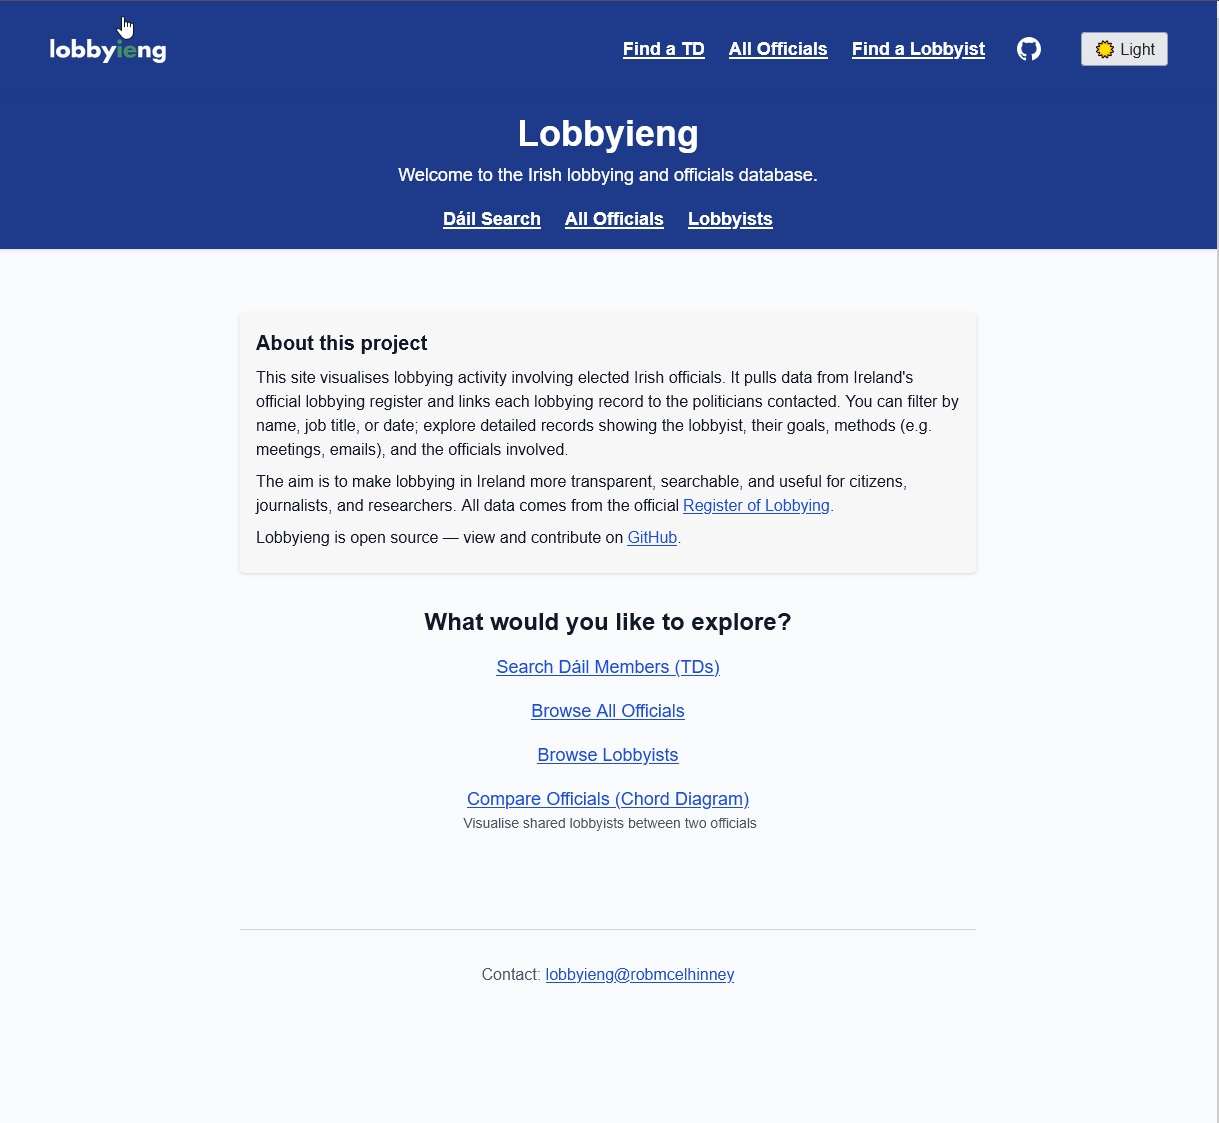 lobbyieng
Find a TD All Officials Find a Lobbyist Light
Lobbyieng
Welcome to the Irish lobbying and officials database.
Dáil Search All Officials Lobbyists
About this project
This site visualises lobbying activity involving elected Irish officials. It pulls data from Ireland's
official lobbying register and links each lobbying record to the politicians contacted. You can filter by
name, job title, or date; explore detailed records showing the lobbyist, their goals, methods (e.g.
meetings, emails), and the officials involved.
The aim is to make lobbying in Ireland more transparent, searchable, and useful for citizens,
journalists, and researchers. All data comes from the official Register of Lobbying.
Lobbyieng is open source — view and contribute on GitHub.
What would you like to explore?
Search Dáil Members (TDs)
Browse All Officials
Browse Lobbyists
Compare Officials (Chord Diagram)
Visualise shared lobbyists between two officials
Contact: lobbyieng@robmcelhinney